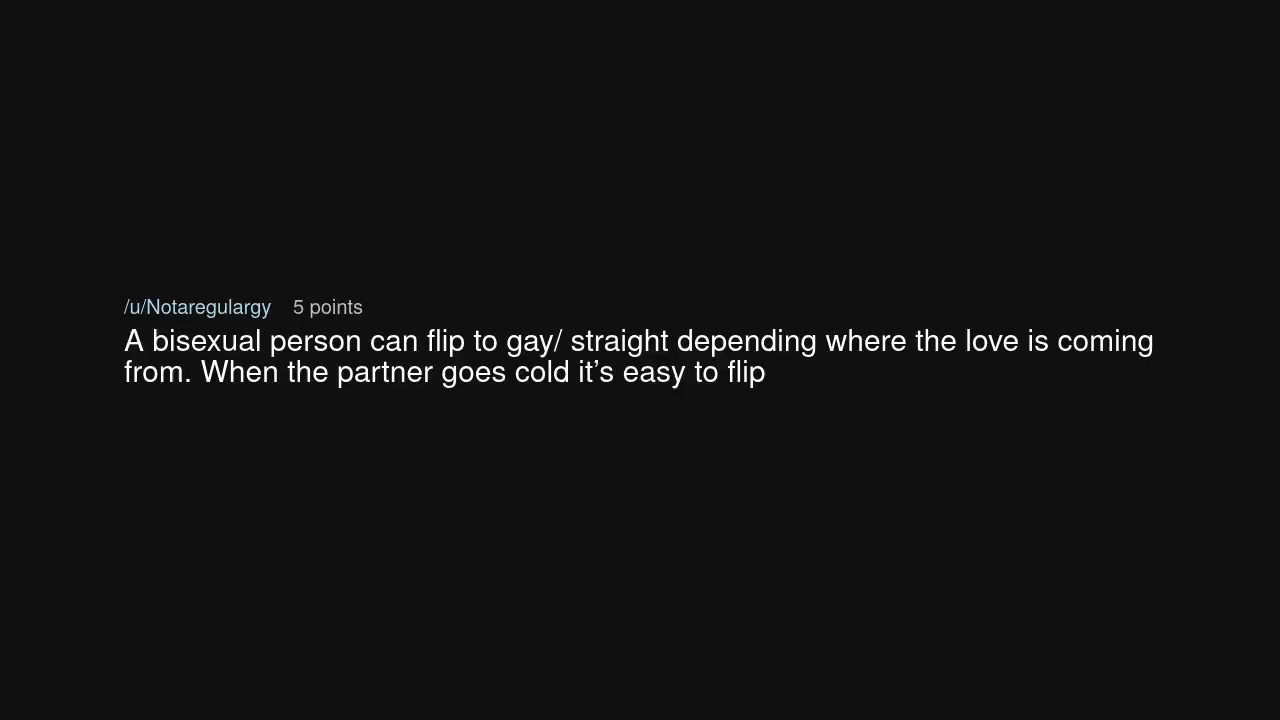 /u/Notaregulargy 5 points
A bisexual person can flip to gay/ straight depending where the love is coming
from. When the partner goes cold it’s easy to flip